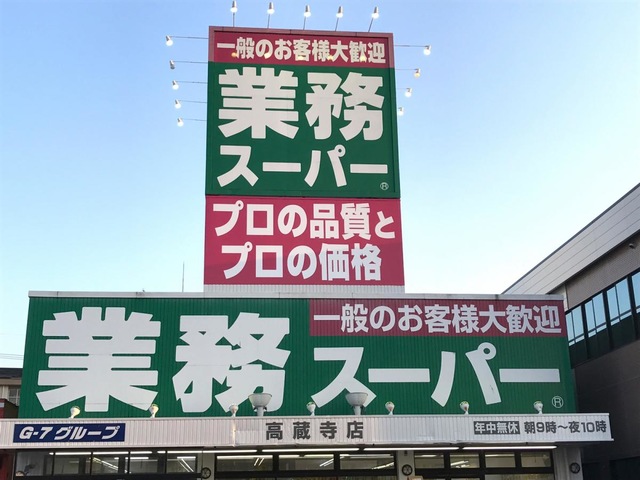 一般のお客様大歓迎
業務
スーパー®
プロの品質と
プロの価格
一般のお客様大歓迎
業務スーパー®
G-7グループ
高蔵寺店
年中無休 朝9時～夜10時